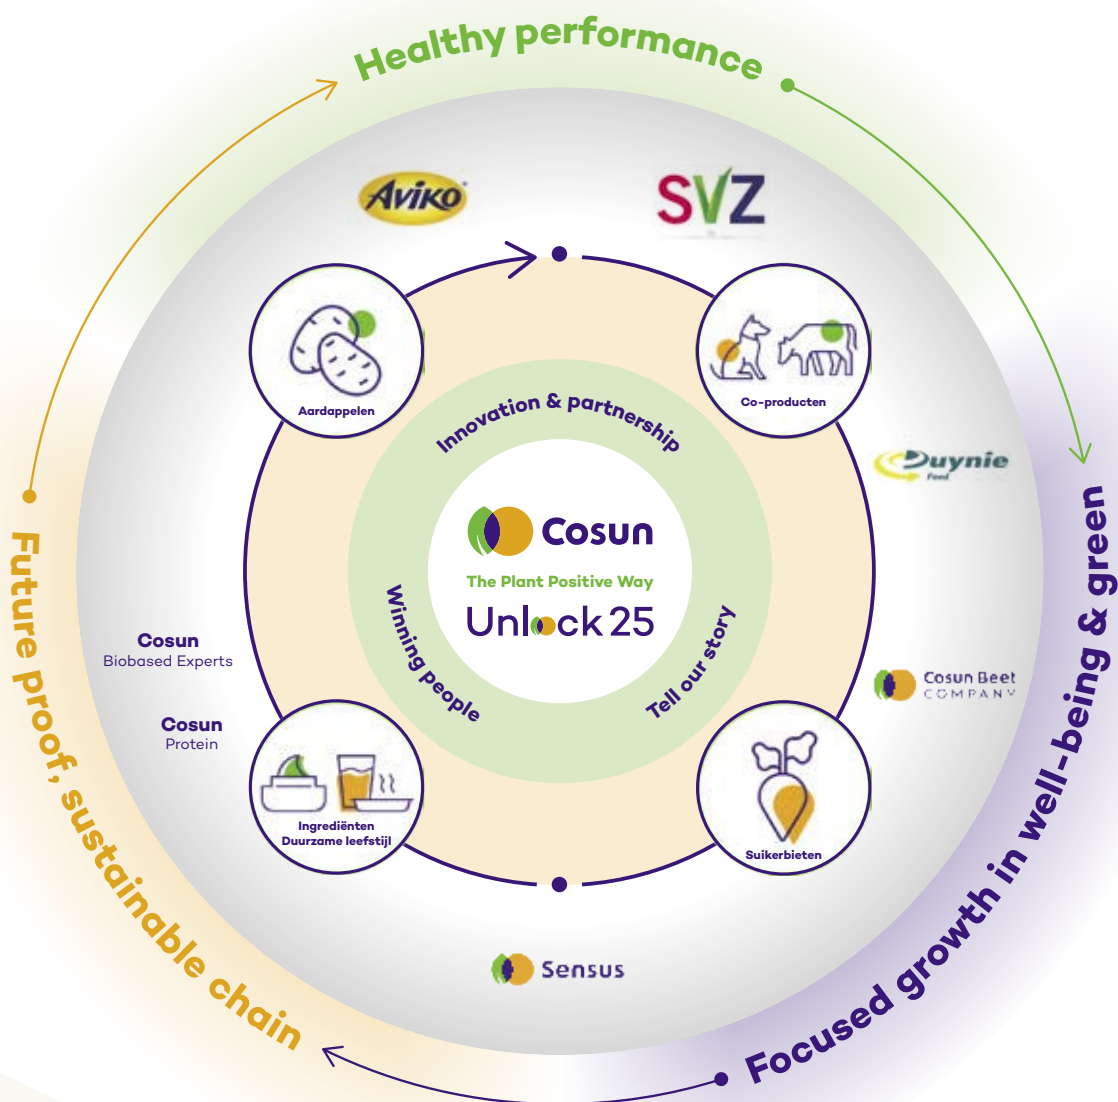 Healthy performance
AVIKO
SVZ
Aardappelen
Co-producten
Innovation & partnership
Duynie
Feed
Cosun
The Plant Positive Way
Unlock 25
Winning people
Tell our story
Cosun
Biobased Experts
Cosun
Protein
Cosun Beet
COMPANY
Ingrediënten
Duurzame leefstijl
Suikerbieten
Sensus
Future proof, sustainable chain
Focused growth in well-being & green